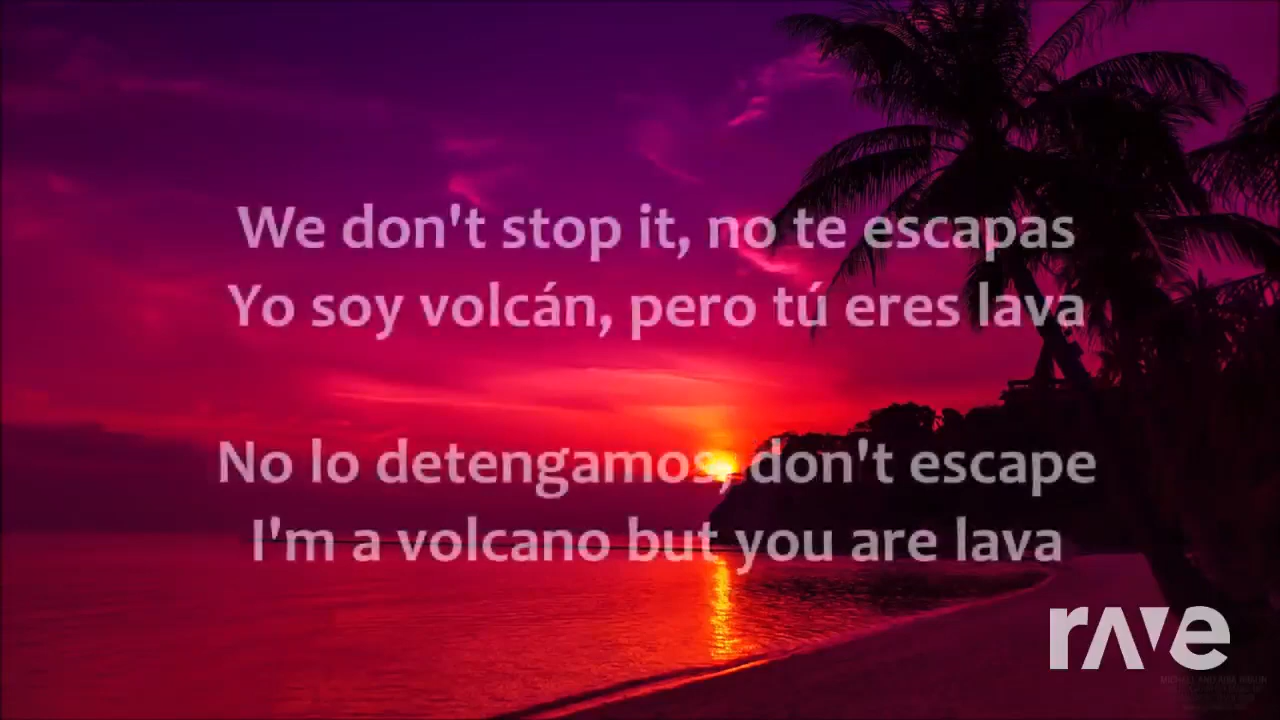 We don't stop it, no te escapas
Yo soy volcán, pero tú eres lava
No lo detengamos, don't escape
I'm a volcano but you are lava
rave